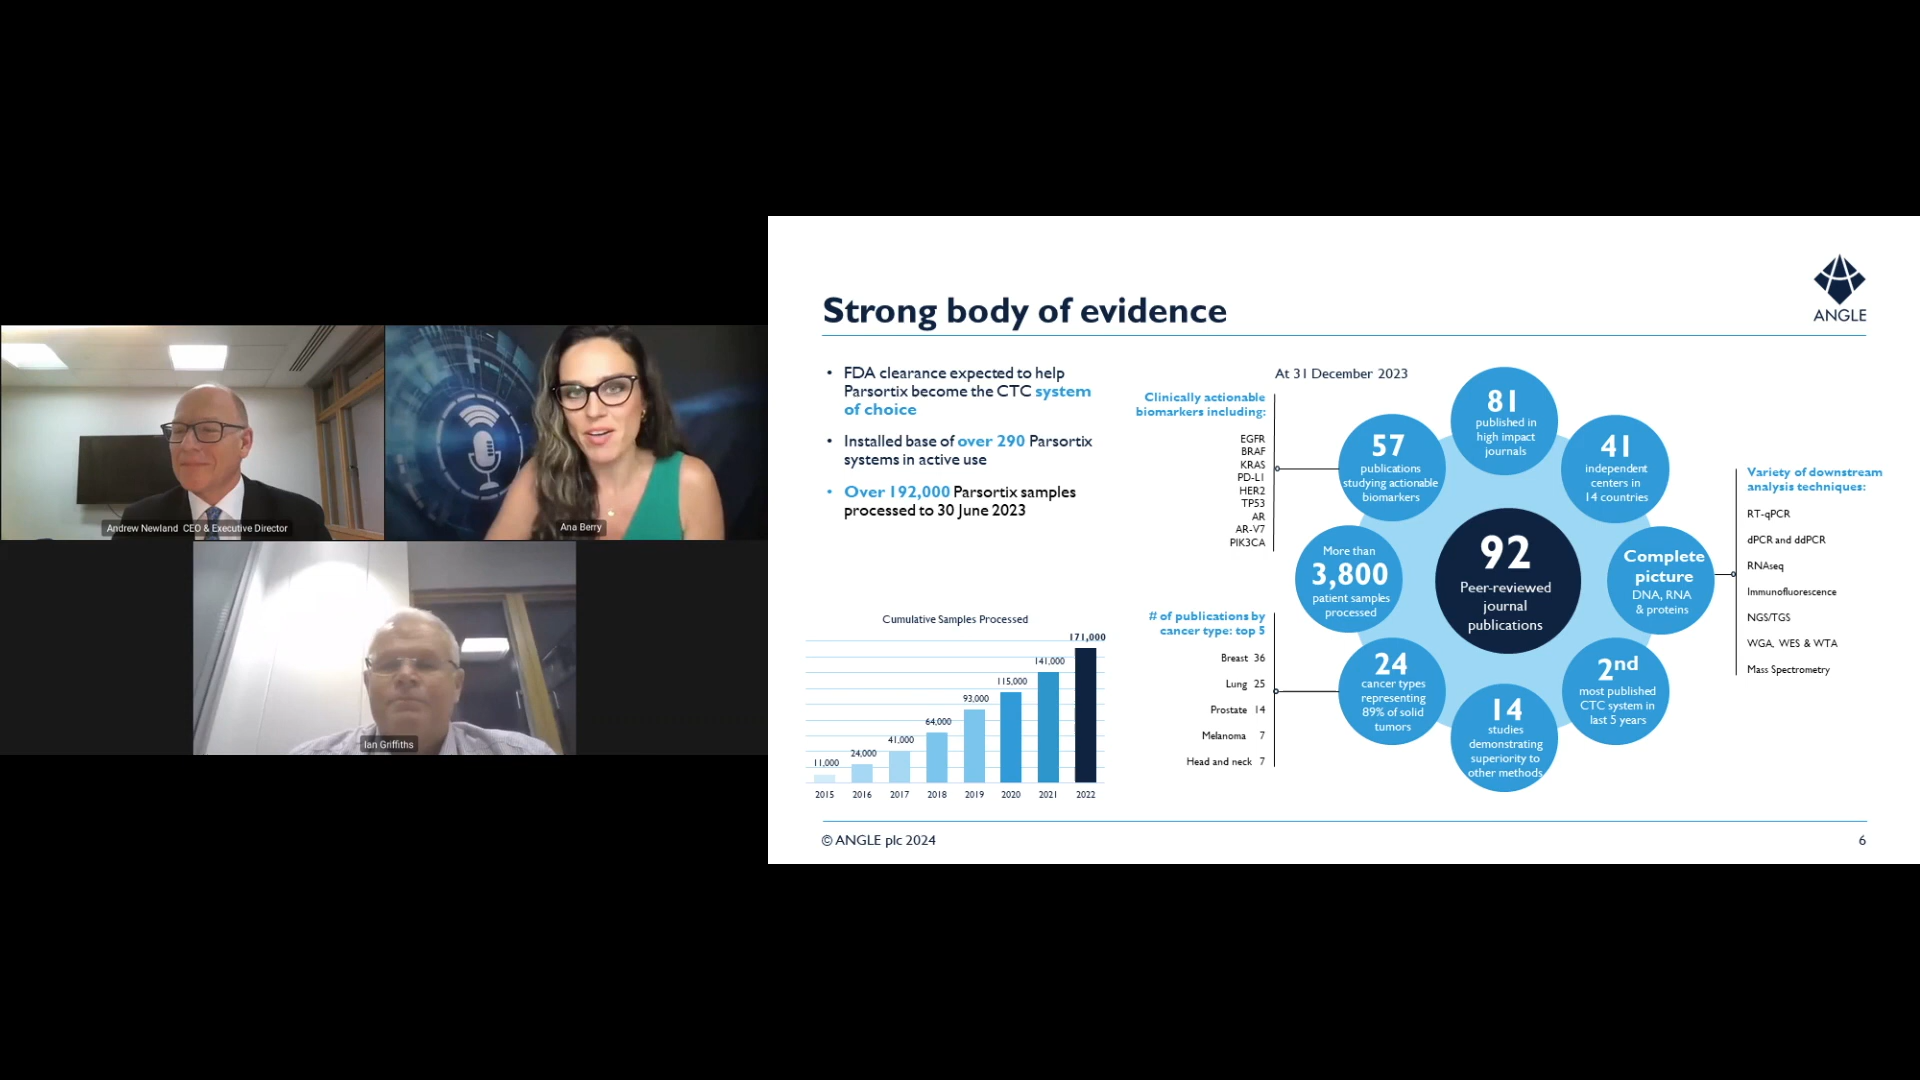 Andrew Newland CEO & Executive Director
Ana Berry
Ian Griffiths
Strong body of evidence
ANGLE
• FDA clearance expected to help
Parsortix become the CTC system
of choice
• Installed base of over 290 Parsortix
systems in active use
• Over 192,000 Parsortix samples
processed to 30 June 2023
Cumulative Samples Processed
11,000
24,000
41,000
64,000
93,000
115,000
141,000
171,000
2015 2016 2017 2018 2019 2020 2021 2022
At 31 December 2023
Clinically actionable
biomarkers including:
EGFR
BRAF
KRAS
PD-L1
HER2
TP53
AR
AR-V7
PIK3CA
# of publications by
cancer type: top 5
Breast 36
Lung 25
Prostate 14
Melanoma 7
Head and neck 7
92
Peer-reviewed
journal
publications
81
published in
high impact
journals
41
independent
centers in
14 countries
Complete
picture
DNA, RNA
& proteins
2nd
most published
CTC system in
last 5 years
14
studies
demonstrating
superiority to
other methods
24
cancer types
representing
89% of solid
tumors
More than
3,800
patient samples
processed
57
publications
studying actionable
biomarkers
Variety of downstream
analysis techniques:
RT-qPCR
dPCR and ddPCR
RNAseq
Immunofluorescence
NGS/TGS
WGA, WES & WTA
Mass Spectrometry
© ANGLE plc 2024
6